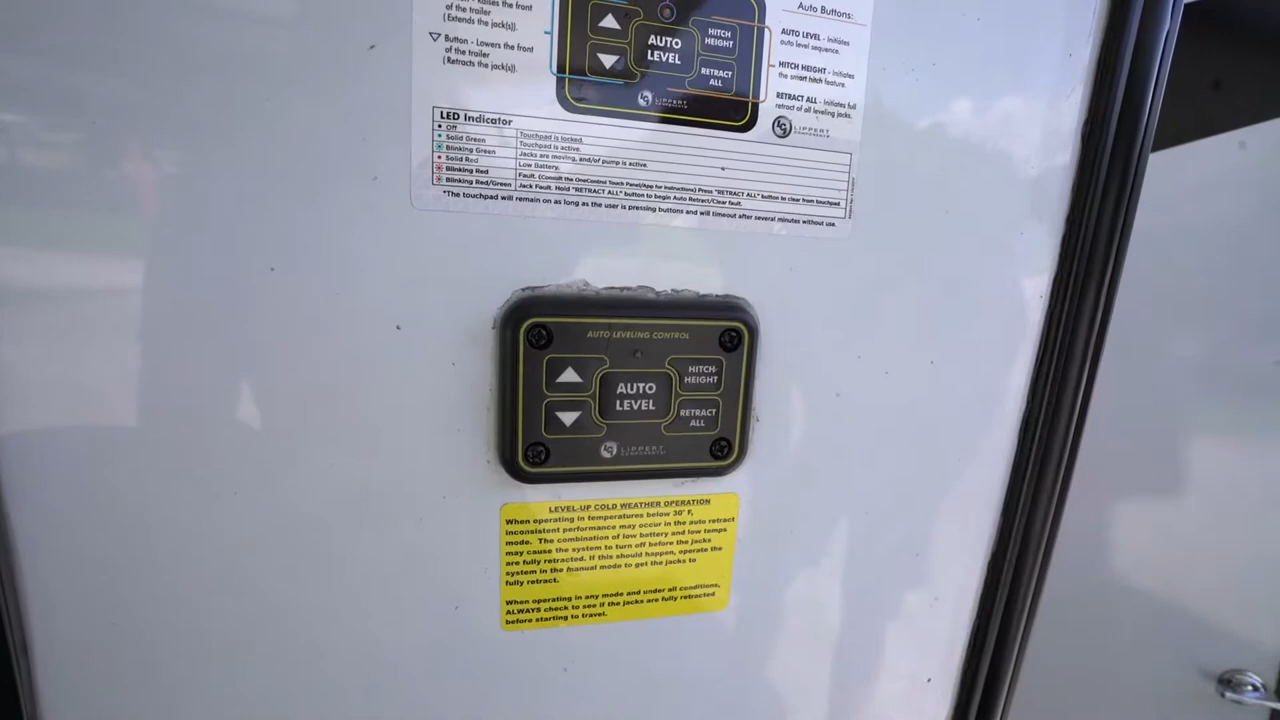 - Raises the front
of the trailer
(Extends the jack(s)).
Button - Lowers the front
of the trailer
(Retracts the jack(s)).
AUTO
LEVEL
HITCH
HEIGHT
RETRACT
ALL
LIPPERT
COMPONENTS
Auto Buttons:
AUTO LEVEL - Initiates
auto level sequence.
HITCH HEIGHT - Initiates
the smart hitch feature.
RETRACT ALL - Initiates full
retract of all leveling jacks.
LIPPERT
COMPONENTS
LED Indicator
Off Touchpad is locked.
Solid Green Touchpad is active.
Blinking Green Jacks are moving, and/of pump is active.
Solid Red Low Battery.
Blinking Red Fault. (Consult the OneControl Touch Panel/App for Instructions) Press "RETRACT ALL" button to clear from touchpad.
Blinking Red/Green Jack Fault. Hold "RETRACT ALL" button to begin Auto Retract/Clear fault.
*The touchpad will remain on as long as the user is pressing buttons and will timeout after several minutes without use.
AUTO LEVELING CONTROL
AUTO
LEVEL
HITCH
HEIGHT
RETRACT
ALL
LIPPERT
COMPONENTS
LEVEL-UP COLD WEATHER OPERATION
When operating in temperatures below 30° F,
inconsistent performance may occur in the auto retract
mode. The combination of low battery and low temps
may cause the system to turn off before the jacks
are fully retracted. If this should happen, operate the
system in the manual mode to get the jacks to
fully retract.
When operating in any mode and under all conditions,
ALWAYS check to see if the jacks are fully retracted
before starting to travel.